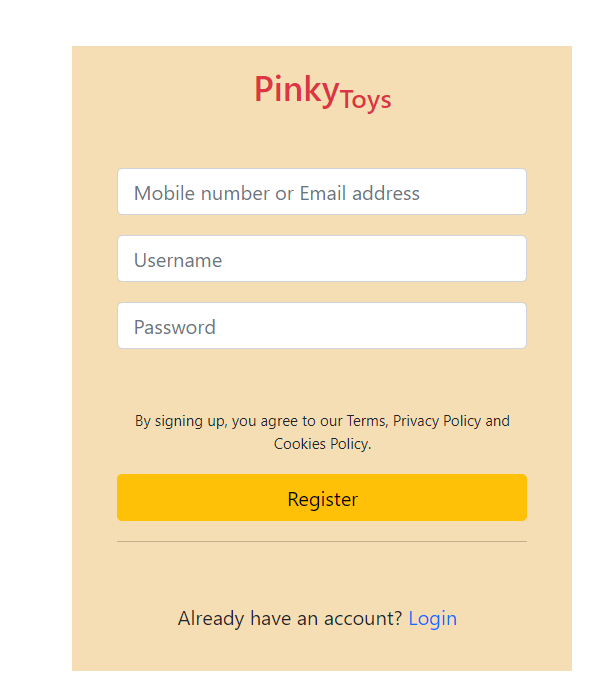 PinkyToys
Mobile number or Email address
Username
Password
By signing up, you agree to our Terms, Privacy Policy and
Cookies Policy.
Register
Already have an account? Login